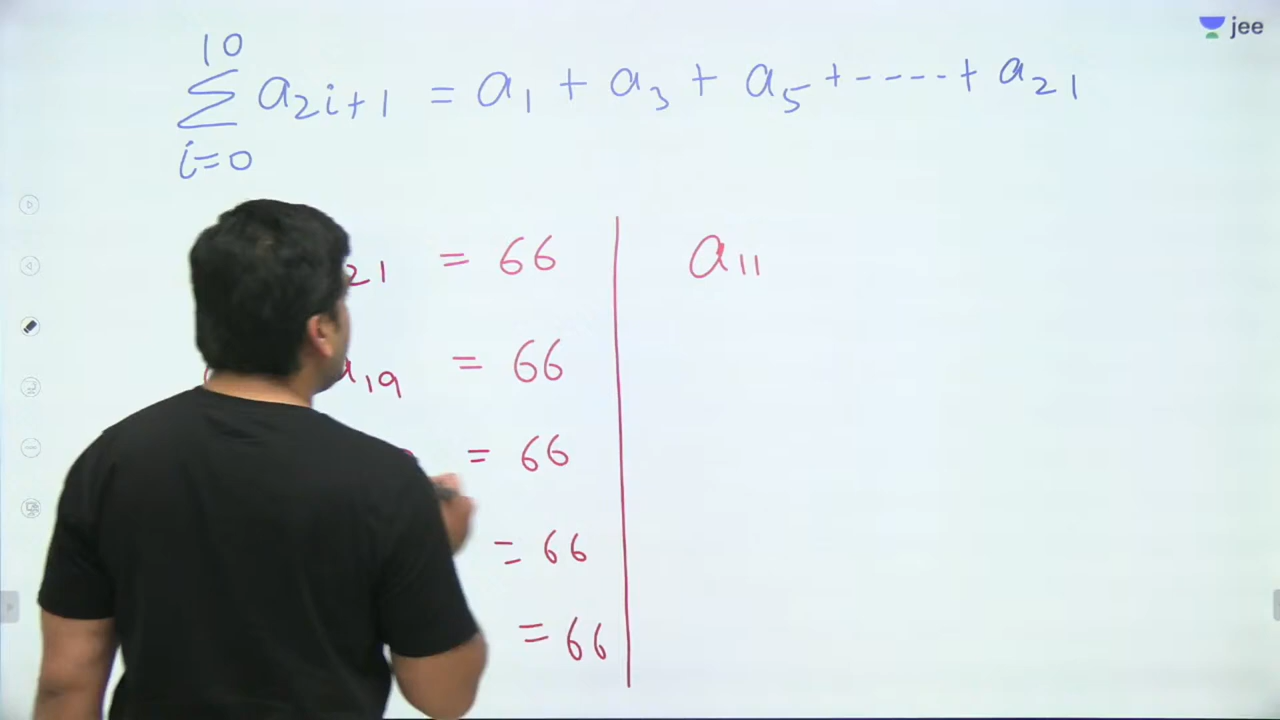 jee
10
∑ a₂ᵢ₊₁ = a₁ + a₃ + a₅ + ---- + a₂₁
i=0
₂₁ = 66
a₁₁
a₁₉ = 66
= 66
= 66
= 66